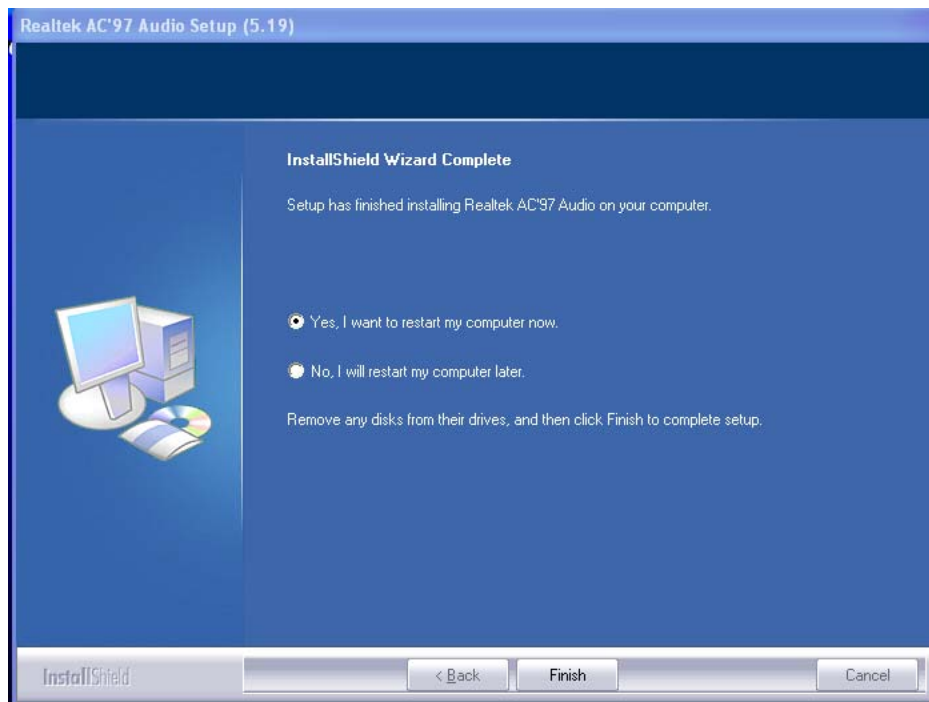 Realtek AC'97 Audio Setup (5.19)
InstallShield Wizard Complete
Setup has finished installing Realtek AC'97 Audio on your computer.
Yes, I want to restart my computer now.
No, I will restart my computer later.
Remove any disks from their drives, and then click Finish to complete setup.
InstallShield
< Back Finish Cancel